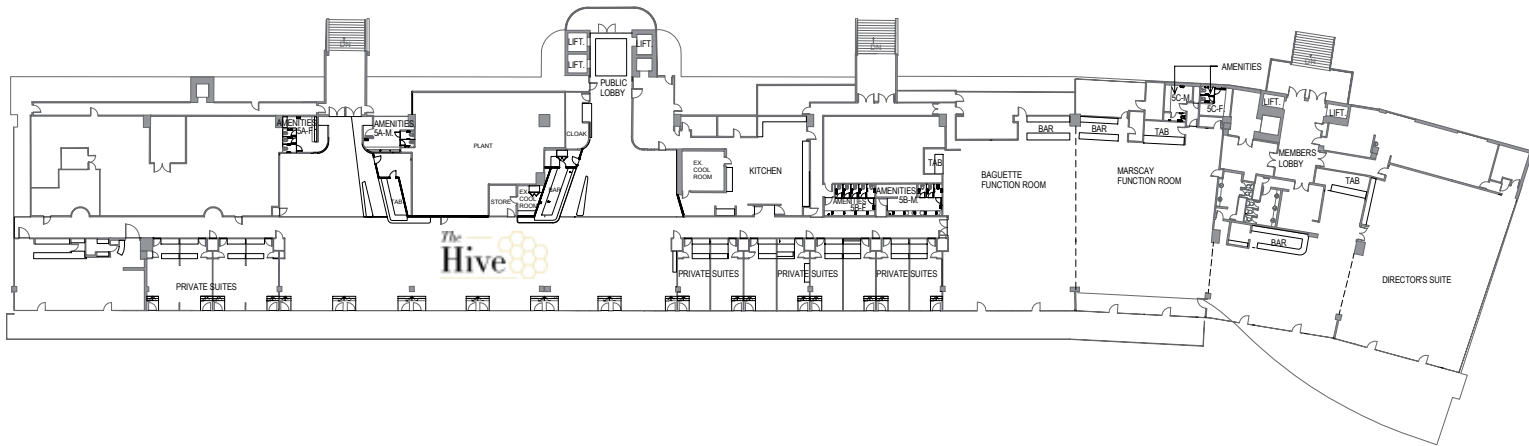 DN
DN
DN
LIFT.
LIFT.
LIFT.
PUBLIC
LOBBY
AMENITIES
5C-M.
5C-F.
LIFT.
LIFT.
AMENITIES
5A-F.
AMENITIES
5A-M.
CLOAK
PLANT
BAR
BAR
TAB
MEMBERS
LOBBY
EX.
COOL
ROOM
KITCHEN
TAB
BAGUETTE
FUNCTION ROOM
MARSCAY
FUNCTION ROOM
TAB
TAB
STORE
EX.
COOL
ROOM
BAR
AMENITIES
5B-F.
AMENITIES
5B-M.
BAR
The
Hive
PRIVATE SUITES
PRIVATE SUITES
PRIVATE SUITES
PRIVATE SUITES
DIRECTOR'S SUITE